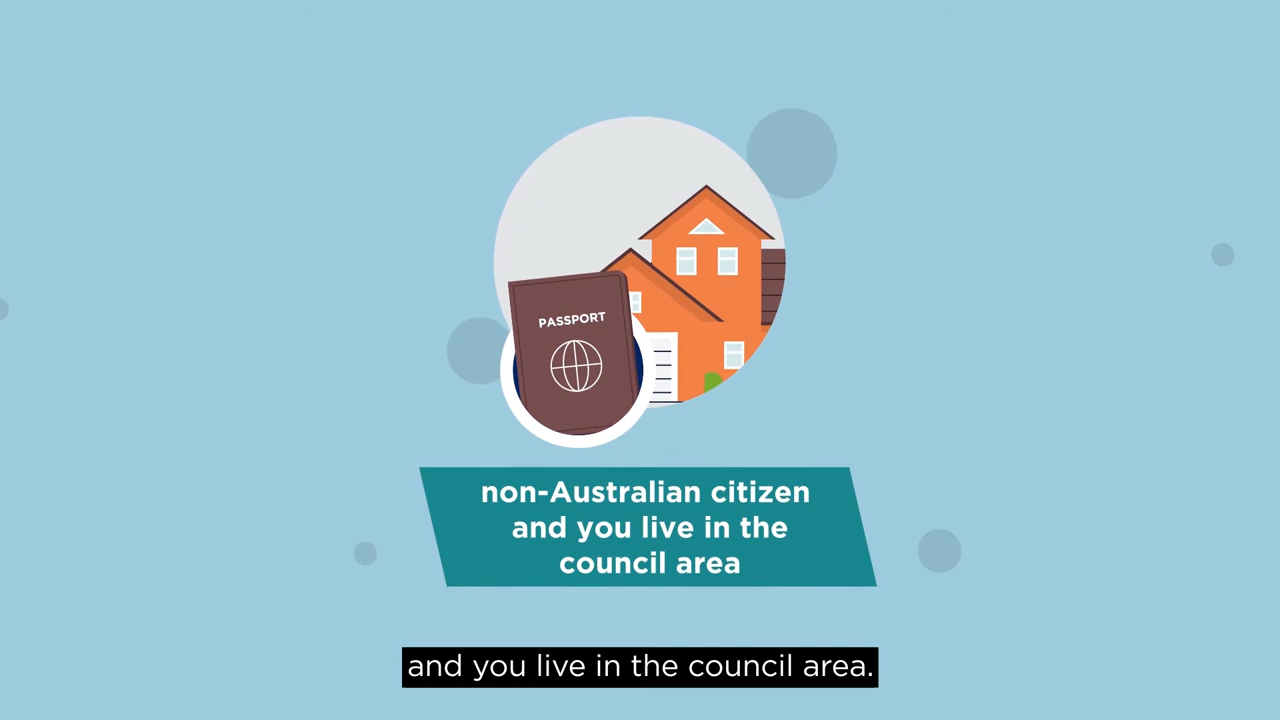 PASSPORT
non-Australian citizen
and you live in the
council area
and you live in the council area.